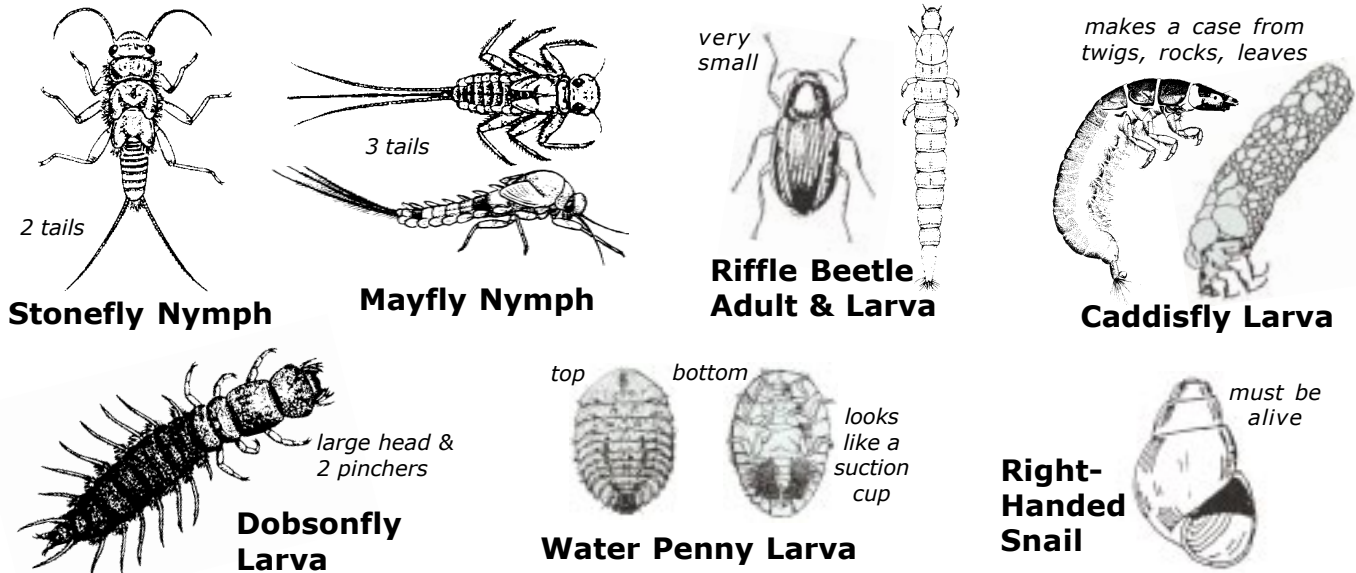 2 tails
Stonefly Nymph
3 tails
Mayfly Nymph
very
small
Riffle Beetle
Adult & Larva
makes a case from
twigs, rocks, leaves
Caddisfly Larva
large head &
2 pinchers
Dobsonfly
Larva
top
bottom
looks
like a
suction
cup
Water Penny Larva
must be
alive
Right-
Handed
Snail